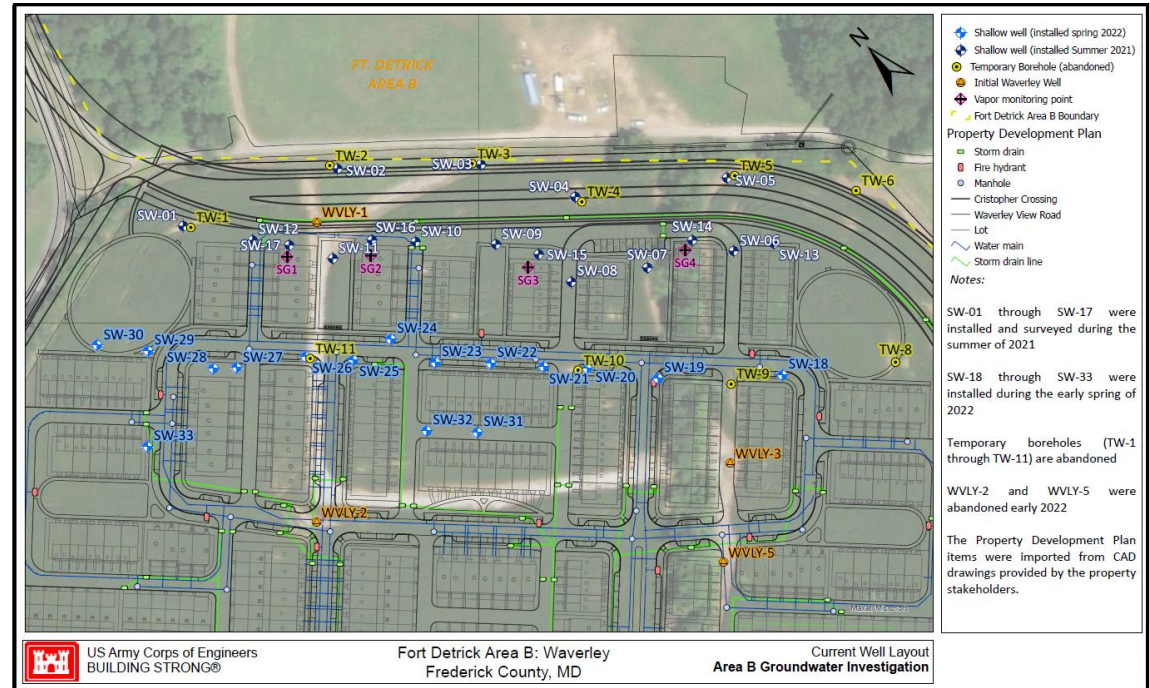 FT. DETRICK
AREA B
N
TW-2
SW-02
SW-03
TW-3
SW-04
TW-4
TW-5
SW-05
TW-6
SW-01
TW-1
WVLY-1
SW-12
SW-17
SW-11
SW-16
SW-10
SW-09
SW-15
SW-08
SW-07
SW-14
SW-06
SW-13
SG1
SG2
SG3
SG4
SW-30
SW-29
SW-28
SW-27
TW-11
SW-26
SW-25
SW-24
SW-23
SW-22
SW-21
TW-10
SW-20
SW-19
TW-9
SW-18
TW-8
SW-33
SW-32
SW-31
WVLY-3
WVLY-2
WVLY-5
Maxar, Microsoft
Shallow well (installed spring 2022)
Shallow well (installed Summer 2021)
Temporary Borehole (abandoned)
Initial Waverley Well
Vapor monitoring point
Fort Detrick Area B Boundary
Property Development Plan
Storm drain
Fire hydrant
Manhole
Cristopher Crossing
Waverley View Road
Lot
Water main
Storm drain line
Notes:
SW-01 through SW-17 were
installed and surveyed during the
summer of 2021
SW-18 through SW-33 were
installed during the early spring of
2022
Temporary boreholes (TW-1
through TW-11) are abandoned
WVLY-2 and WVLY-5 were
abandoned early 2022
The Property Development Plan
items were imported from CAD
drawings provided by the property
stakeholders.
US Army Corps of Engineers
BUILDING STRONG®
Fort Detrick Area B: Waverley
Frederick County, MD
Current Well Layout
Area B Groundwater Investigation